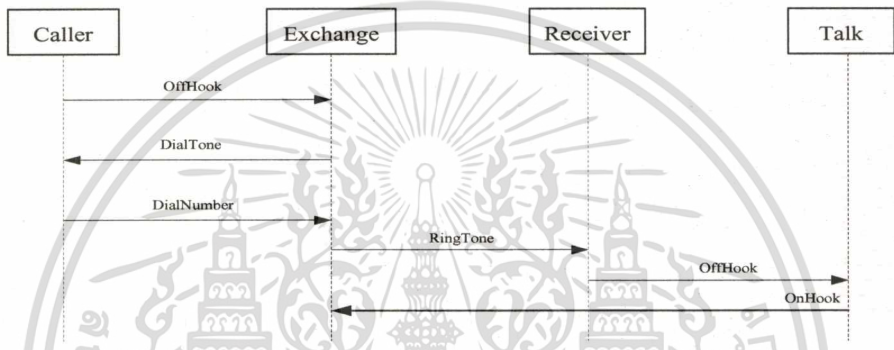 Caller Exchange Receiver Talk
OffHook
DialTone
DialNumber
RingTone
OffHook
OnHook